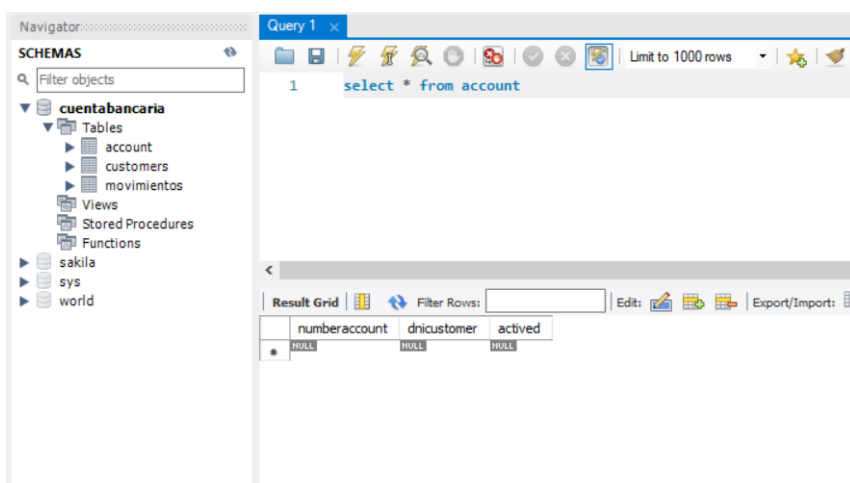 Navigator
SCHEMAS
Filter objects
cuentabancaria
Tables
account
customers
movimientos
Views
Stored Procedures
Functions
sakila
sys
world
Query 1
Limit to 1000 rows
1 select * from account
Result Grid Filter Rows: Edit: Export/Import:
numberaccount dnicustomer actived
NULL NULL NULL